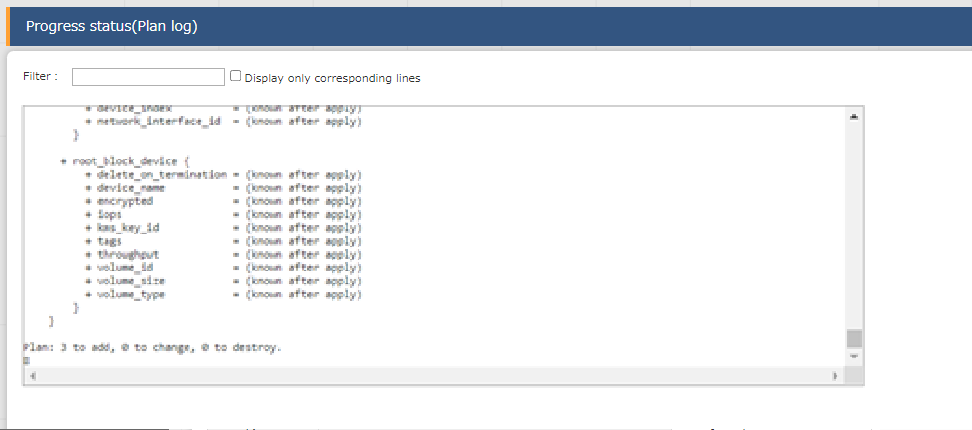 Progress status(Plan log)
Filter :
Display only corresponding lines
+ device_index = (known after apply)
+ network_interface_id = (known after apply)
}
+ root_block_device {
+ delete_on_termination = (known after apply)
+ device_name = (known after apply)
+ encrypted = (known after apply)
+ iops = (known after apply)
+ kms_key_id = (known after apply)
+ tags = (known after apply)
+ throughput = (known after apply)
+ volume_id = (known after apply)
+ volume_size = (known after apply)
+ volume_type = (known after apply)
}
}
Plan: 3 to add, 0 to change, 0 to destroy.